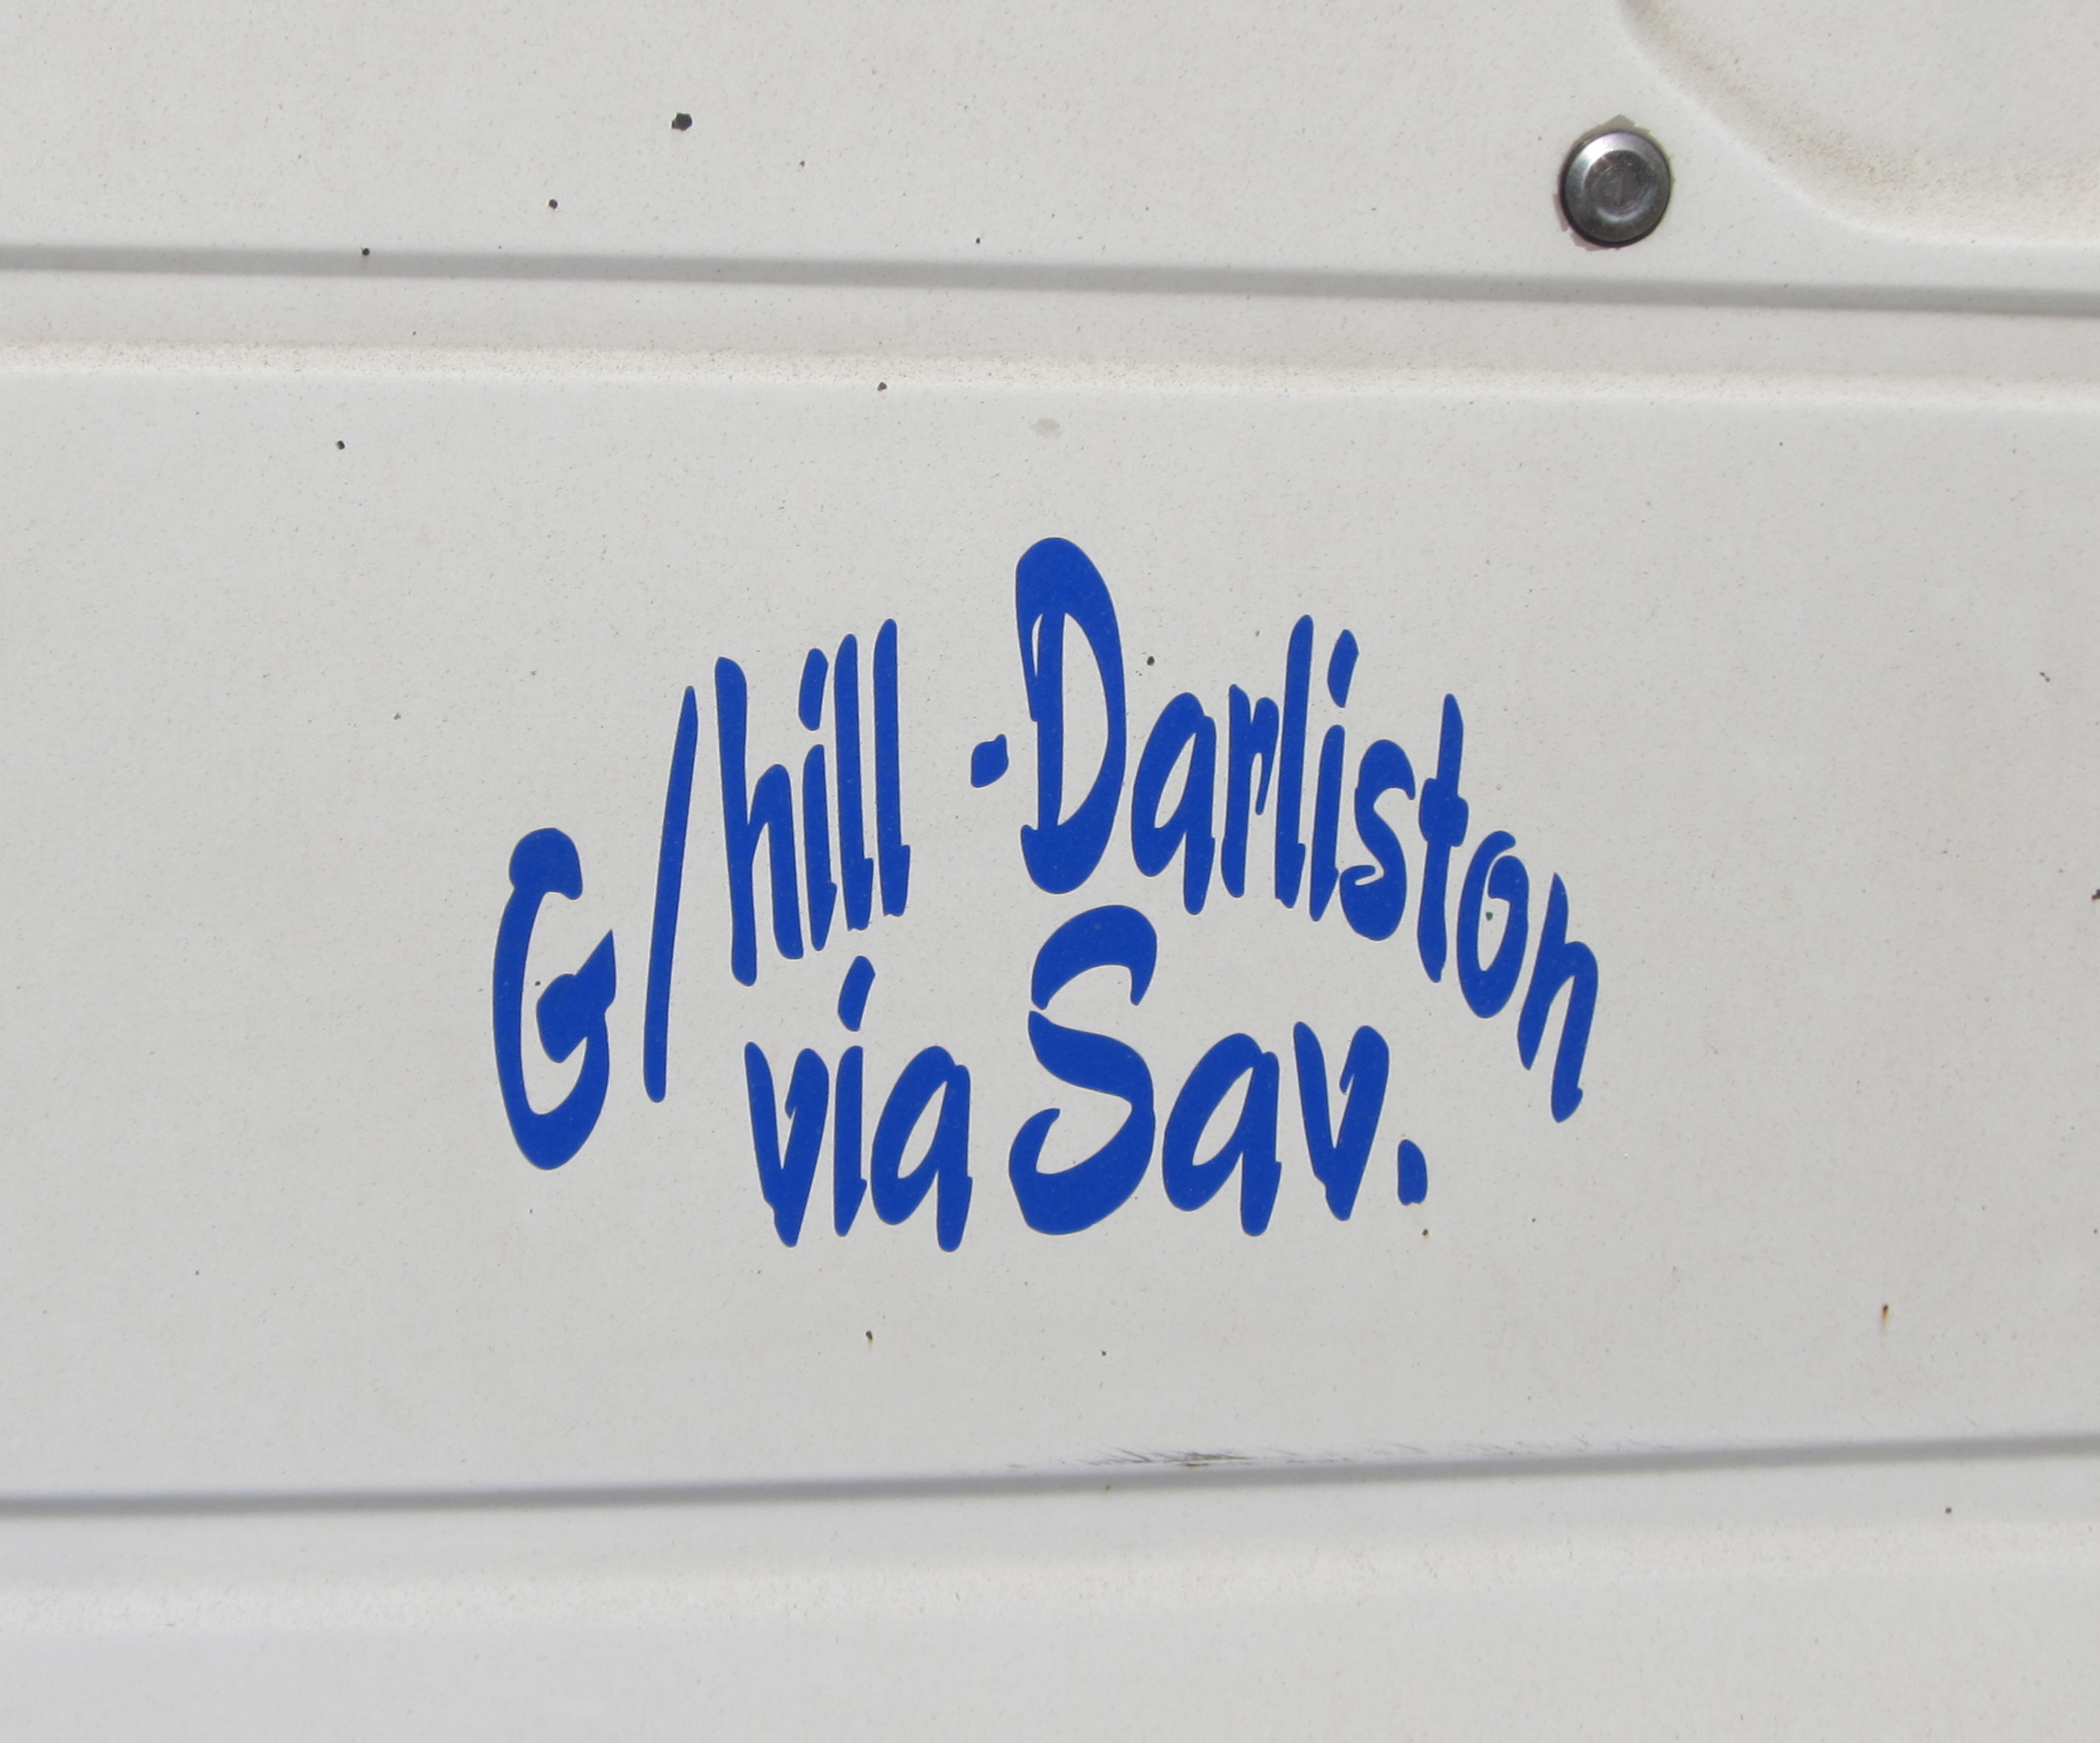 G/hill - Darliston
via Sav.